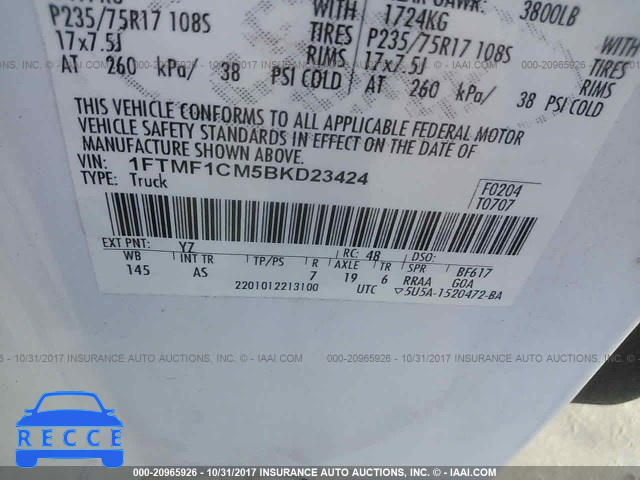 P235/75R17 108S
17x7.5J
AT 260 kPa/ 38 PSI COLD
WITH
TIRES
RIMS
1724KG
P235/75R17 108S
17x7.5J
AT 260 kPa/ 38 PSI COLD
3800LB
WITH
TIRES
RIMS
THIS VEHICLE CONFORMS TO ALL APPLICABLE FEDERAL MOTOR
VEHICLE SAFETY STANDARDS IN EFFECT ON THE DATE OF
MANUFACTURE SHOWN ABOVE.
VIN: 1FTMF1CM5BKD23424
TYPE: Truck
F0204
T0707
EXT PNT: YZ RC: 48 DSO:
WB INT TR TP/PS R AXLE TR SPR BF617
145 AS 7 19 6 RRAA GOA
2201012213100 UTC ▽5U5A-1520472-BA
000-20965926 - 10/31/2017 INSURANCE AUTO AUCTIONS - © IAAI.COM
RECCE
000-20965926 - 10/31/2017 INSURANCE AUTO AUCTIONS - © IAAI.COM